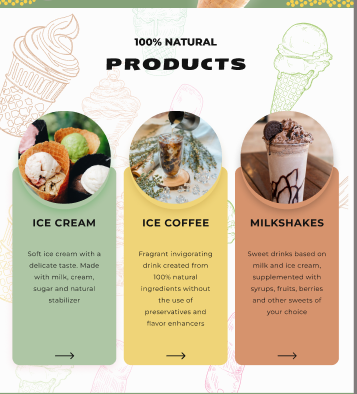 100% NATURAL
PRODUCTS
ICE CREAM
Soft ice cream with a
delicate taste. Made
with milk, cream,
sugar and natural
stabilizer
ICE COFFEE
Fragrant invigorating
drink created from
100% natural
ingredients without
the use of
preservatives and
flavor enhancers
MILKSHAKES
Sweet drinks based on
milk and ice cream,
supplemented with
syrups, fruits, berries
and other sweets of
your choice